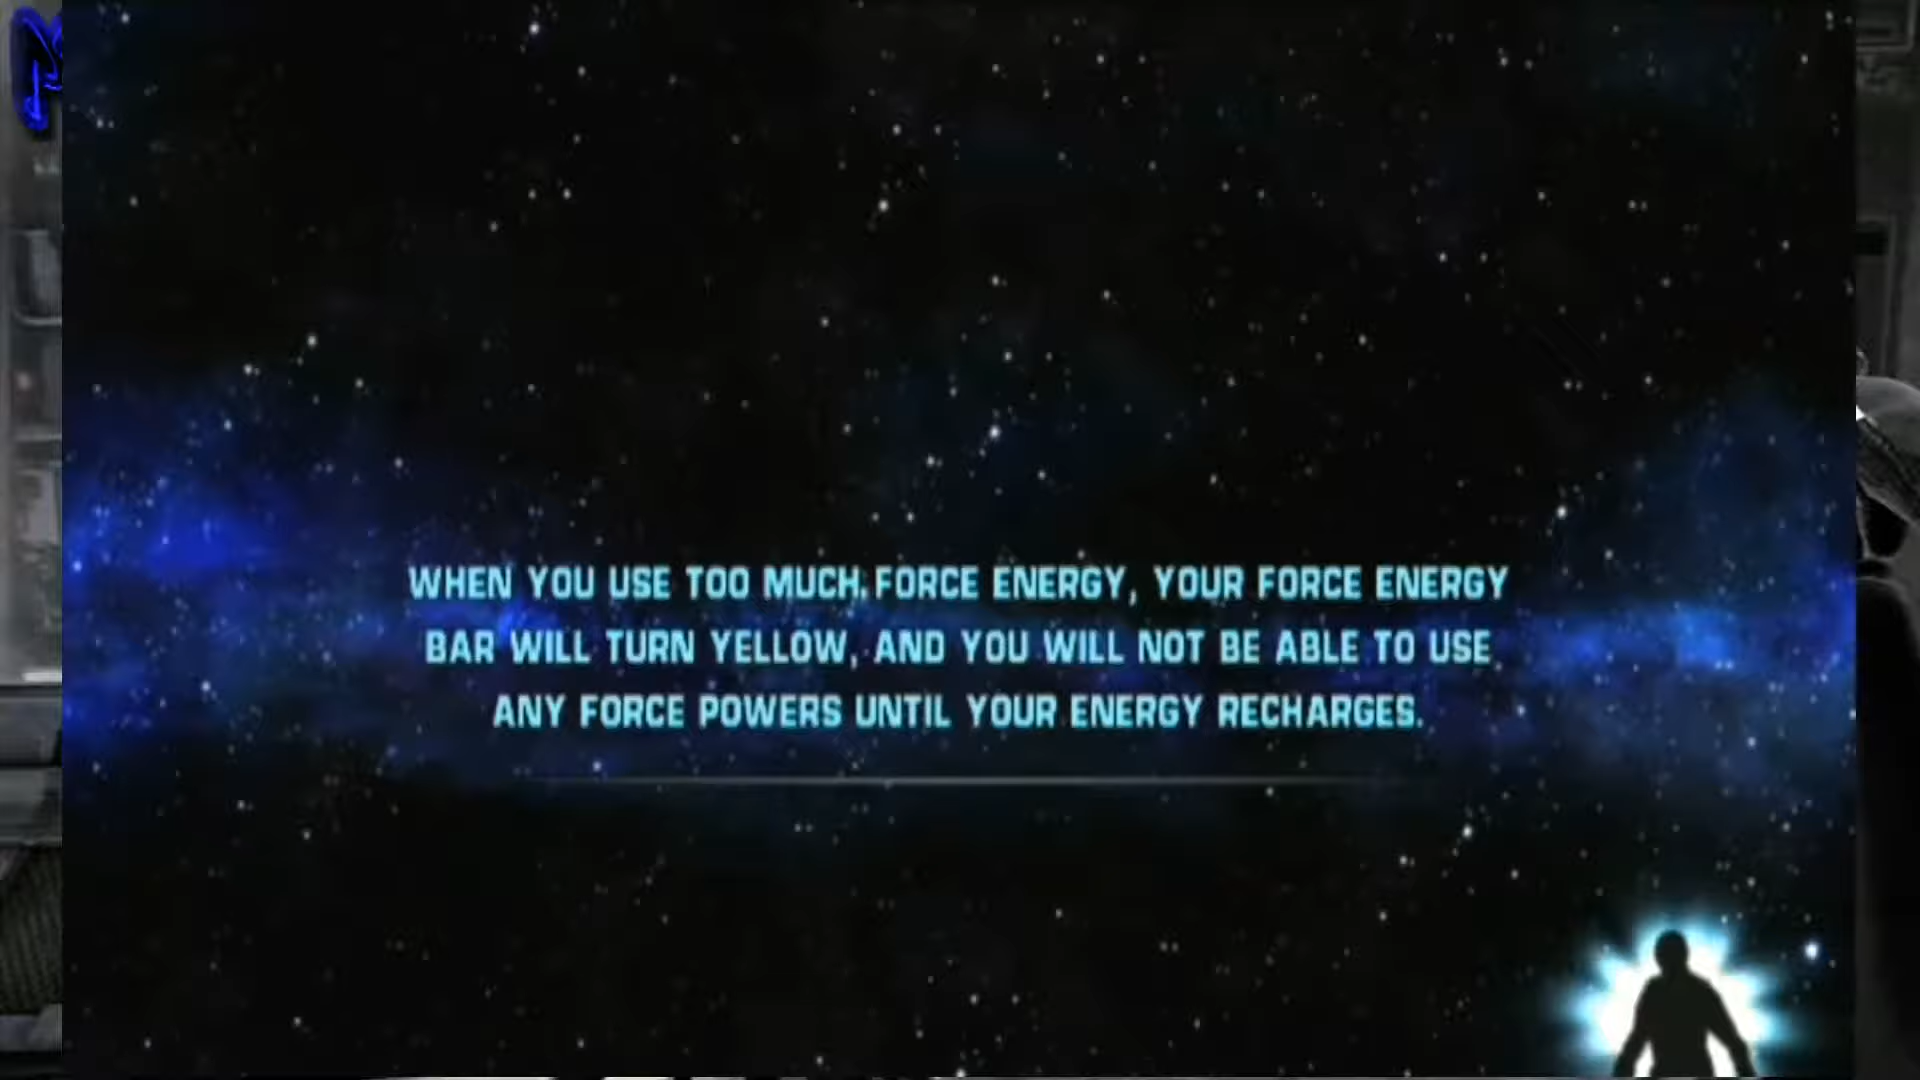 WHEN YOU USE TOO MUCH FORCE ENERGY, YOUR FORCE ENERGY
BAR WILL TURN YELLOW, AND YOU WILL NOT BE ABLE TO USE
ANY FORCE POWERS UNTIL YOUR ENERGY RECHARGES.